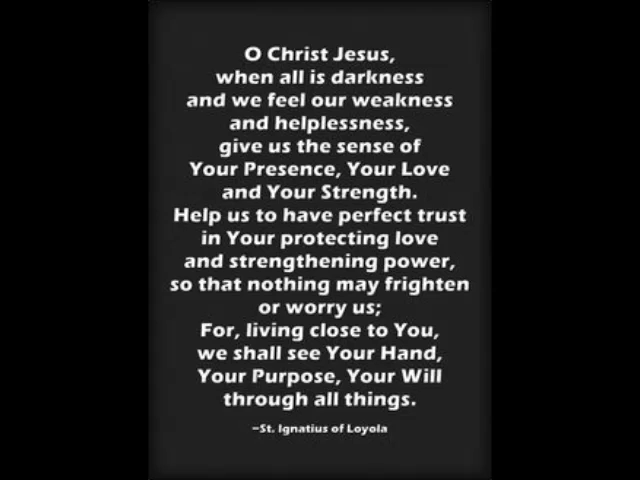 O Christ Jesus,
when all is darkness
and we feel our weakness
and helplessness,
give us the sense of
Your Presence, Your Love
and Your Strength.
Help us to have perfect trust
in Your protecting love
and strengthening power,
so that nothing may frighten
or worry us;
For, living close to You,
we shall see Your Hand,
Your Purpose, Your Will
through all things.
~St. Ignatius of Loyola